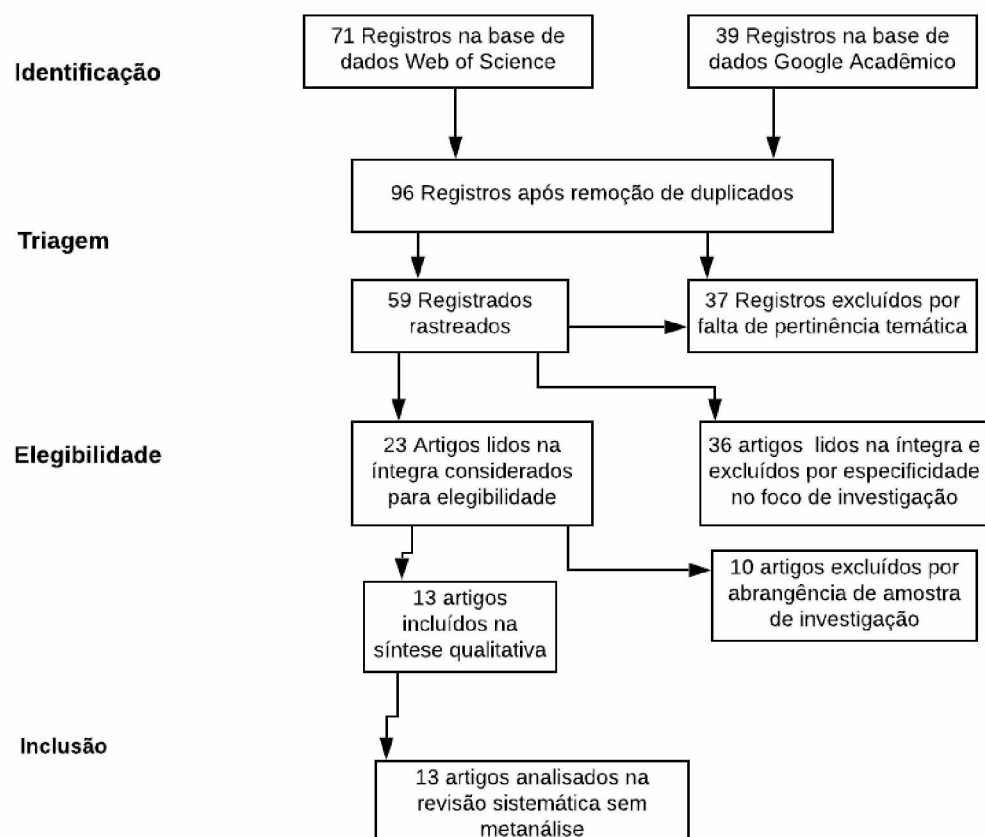 Identificação
71 Registros na base de
dados Web of Science
39 Registros na base de
dados Google Acadêmico
96 Registros após remoção de duplicados
Triagem
59 Registrados
rastreados
37 Registros excluídos por
falta de pertinência temática
Elegibilidade
23 Artigos lidos na
íntegra considerados
para elegibilidade
36 artigos lidos na íntegra e
excluídos por especificidade
no foco de investigação
10 artigos excluídos por
abrangência de amostra
de investigação
13 artigos
incluídos na
síntese qualitativa
Inclusão
13 artigos analisados na
revisão sistemática sem
metanálise